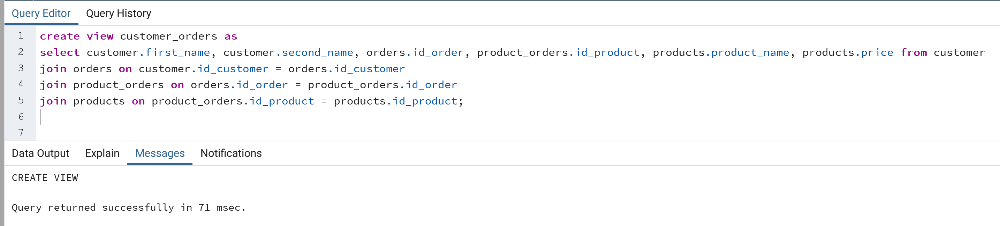 Query Editor Query History
1 create view customer_orders as
2 select customer.first_name, customer.second_name, orders.id_order, product_orders.id_product, products.product_name, products.price from customer
3 join orders on customer.id_customer = orders.id_customer
4 join product_orders on orders.id_order = product_orders.id_order
5 join products on product_orders.id_product = products.id_product;
6
7
Data Output Explain Messages Notifications
CREATE VIEW
Query returned successfully in 71 msec.